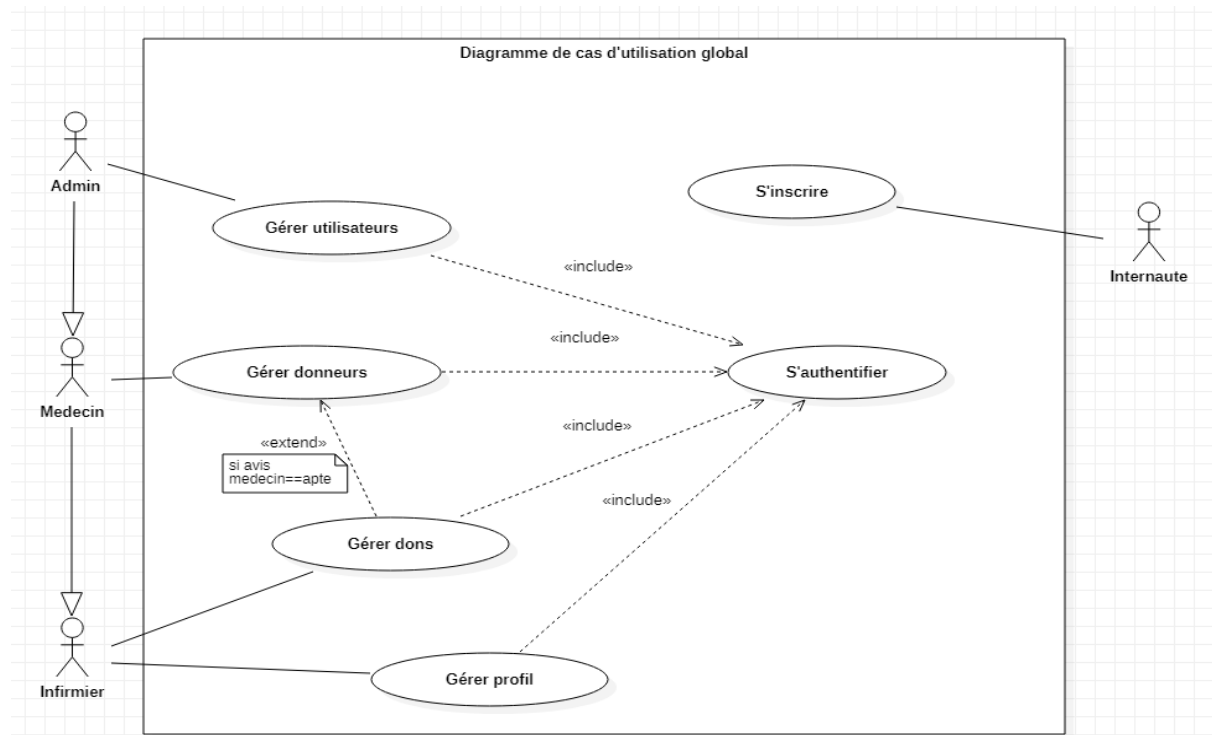 Diagramme de cas d'utilisation global
Admin
S'inscrire
Gérer utilisateurs
Internaute
«include»
«include»
Gérer donneurs
S'authentifier
Medecin
«include»
«extend»
si avis
medecin==apte
«include»
Gérer dons
Gérer profil
Infirmier